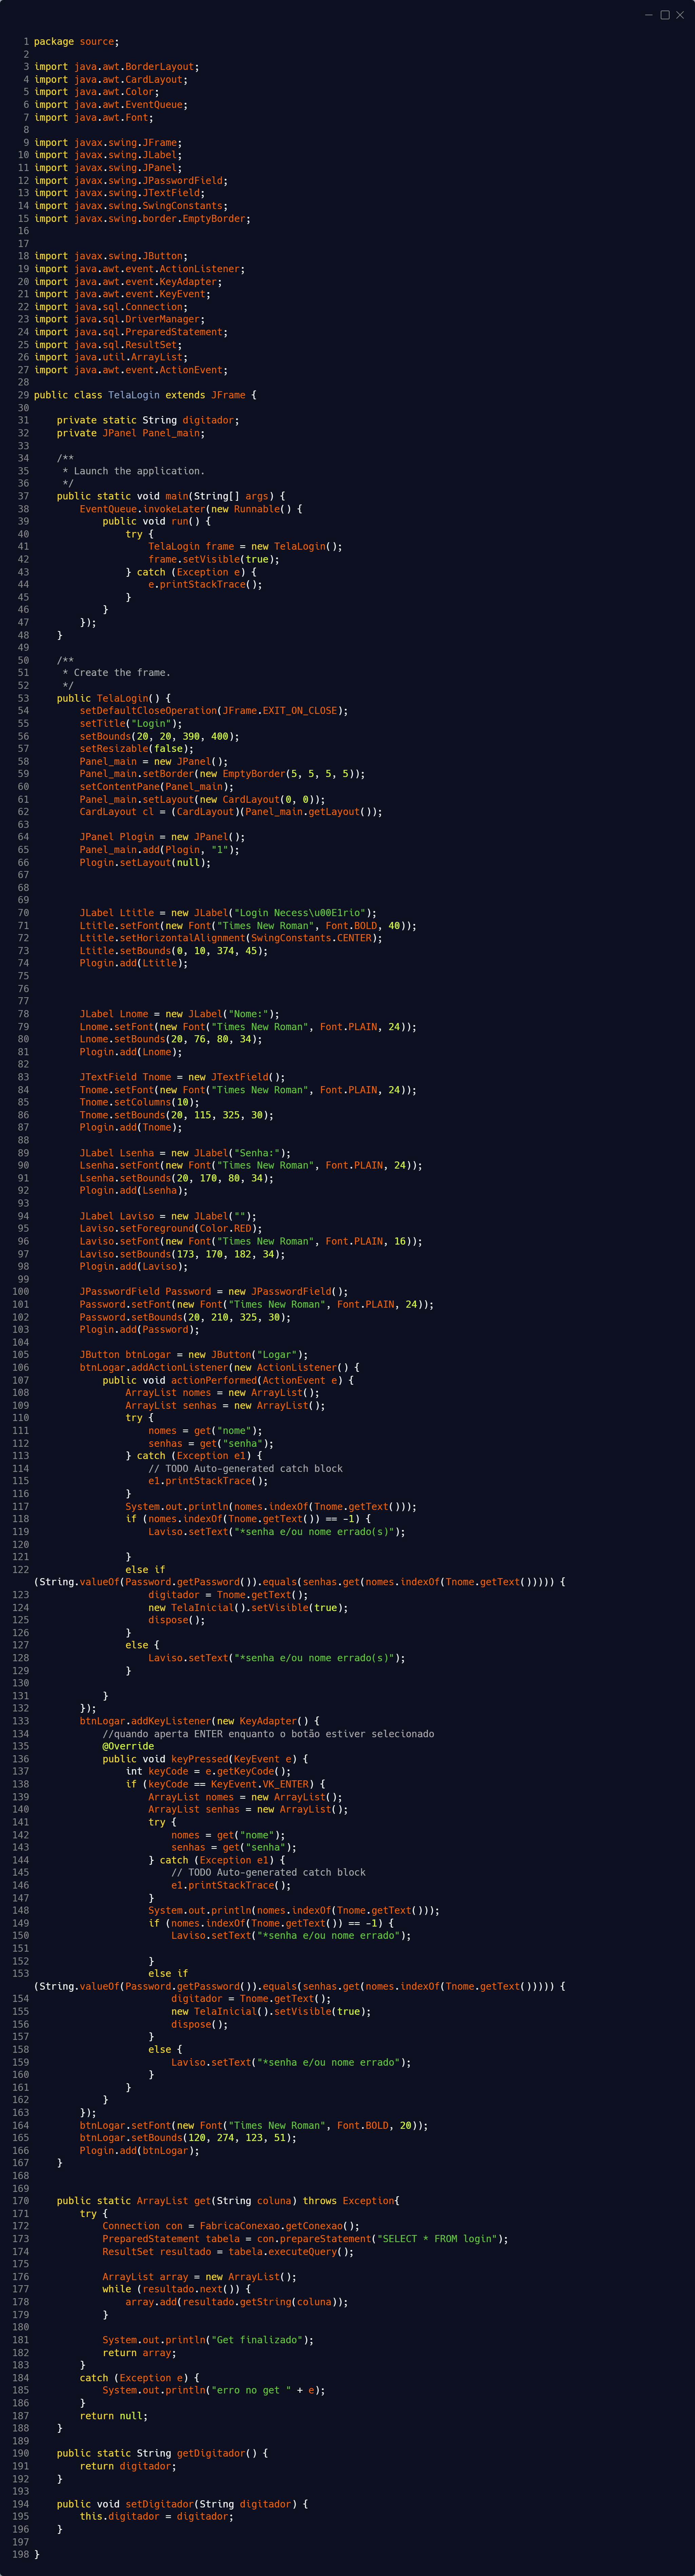 1 package source;
2
3 import java.awt.BorderLayout;
4 import java.awt.CardLayout;
5 import java.awt.Color;
6 import java.awt.EventQueue;
7 import java.awt.Font;
8
9 import javax.swing.JFrame;
10 import javax.swing.JLabel;
11 import javax.swing.JPanel;
12 import javax.swing.JPasswordField;
13 import javax.swing.JTextField;
14 import javax.swing.SwingConstants;
15 import javax.swing.border.EmptyBorder;
16
17
18 import javax.swing.JButton;
19 import java.awt.event.ActionListener;
20 import java.awt.event.KeyAdapter;
21 import java.awt.event.KeyEvent;
22 import java.sql.Connection;
23 import java.sql.DriverManager;
24 import java.sql.PreparedStatement;
25 import java.sql.ResultSet;
26 import java.util.ArrayList;
27 import java.awt.event.ActionEvent;
28
29 public class TelaLogin extends JFrame {
30
31     private static String digitador;
32     private JPanel Panel_main;
33
34     /**
35      * Launch the application.
36      */
37     public static void main(String[] args) {
38         EventQueue.invokeLater(new Runnable() {
39             public void run() {
40                 try {
41                     TelaLogin frame = new TelaLogin();
42                     frame.setVisible(true);
43                 } catch (Exception e) {
44                     e.printStackTrace();
45                 }
46             }
47         });
48     }
49
50     /**
51      * Create the frame.
52      */
53     public TelaLogin() {
54         setDefaultCloseOperation(JFrame.EXIT_ON_CLOSE);
55         setTitle("Login");
56         setBounds(20, 20, 390, 400);
57         setResizable(false);
58         Panel_main = new JPanel();
59         Panel_main.setBorder(new EmptyBorder(5, 5, 5, 5));
60         setContentPane(Panel_main);
61         Panel_main.setLayout(new CardLayout(0, 0));
62         CardLayout cl = (CardLayout)(Panel_main.getLayout());
63
64         JPanel Plogin = new JPanel();
65         Panel_main.add(Plogin, "1");
66         Plogin.setLayout(null);
67
68
69
70         JLabel Ltitle = new JLabel("Login Necess\u00E1rio");
71         Ltitle.setFont(new Font("Times New Roman", Font.BOLD, 40));
72         Ltitle.setHorizontalAlignment(SwingConstants.CENTER);
73         Ltitle.setBounds(0, 10, 374, 45);
74         Plogin.add(Ltitle);
75
76
77
78         JLabel Lnome = new JLabel("Nome:");
79         Lnome.setFont(new Font("Times New Roman", Font.PLAIN, 24));
80         Lnome.setBounds(20, 76, 80, 34);
81         Plogin.add(Lnome);
82
83         JTextField Tnome = new JTextField();
84         Tnome.setFont(new Font("Times New Roman", Font.PLAIN, 24));
85         Tnome.setColumns(10);
86         Tnome.setBounds(20, 115, 325, 30);
87         Plogin.add(Tnome);
88
89         JLabel Lsenha = new JLabel("Senha:");
90         Lsenha.setFont(new Font("Times New Roman", Font.PLAIN, 24));
91         Lsenha.setBounds(20, 170, 80, 34);
92         Plogin.add(Lsenha);
93
94         JLabel Laviso = new JLabel("");
95         Laviso.setForeground(Color.RED);
96         Laviso.setFont(new Font("Times New Roman", Font.PLAIN, 16));
97         Laviso.setBounds(173, 170, 182, 34);
98         Plogin.add(Laviso);
99
100         JPasswordField Password = new JPasswordField();
101         Password.setFont(new Font("Times New Roman", Font.PLAIN, 24));
102         Password.setBounds(20, 210, 325, 30);
103         Plogin.add(Password);
104
105         JButton btnLogar = new JButton("Logar");
106         btnLogar.addActionListener(new ActionListener() {
107             public void actionPerformed(ActionEvent e) {
108                 ArrayList nomes = new ArrayList();
109                 ArrayList senhas = new ArrayList();
110                 try {
111                     nomes = get("nome");
112                     senhas = get("senha");
113                 } catch (Exception e1) {
114                     // TODO Auto-generated catch block
115                     e1.printStackTrace();
116                 }
117                 System.out.println(nomes.indexOf(Tnome.getText()));
118                 if (nomes.indexOf(Tnome.getText()) == -1) {
119                     Laviso.setText("*senha e/ou nome errado(s)");
120
121                 }
122                 else if
(String.valueOf(Password.getPassword()).equals(senhas.get(nomes.indexOf(Tnome.getText())))) {
123                     digitador = Tnome.getText();
124                     new TelaInicial().setVisible(true);
125                     dispose();
126                 }
127                 else {
128                     Laviso.setText("*senha e/ou nome errado(s)");
129                 }
130
131             }
132         });
133         btnLogar.addKeyListener(new KeyAdapter() {
134             //quando aperta ENTER enquanto o botão estiver selecionado
135             @Override
136             public void keyPressed(KeyEvent e) {
137                 int keyCode = e.getKeyCode();
138                 if (keyCode == KeyEvent.VK_ENTER) {
139                     ArrayList nomes = new ArrayList();
140                     ArrayList senhas = new ArrayList();
141                     try {
142                         nomes = get("nome");
143                         senhas = get("senha");
144                     } catch (Exception e1) {
145                         // TODO Auto-generated catch block
146                         e1.printStackTrace();
147                     }
148                     System.out.println(nomes.indexOf(Tnome.getText()));
149                     if (nomes.indexOf(Tnome.getText()) == -1) {
150                         Laviso.setText("*senha e/ou nome errado");
151
152                     }
153                     else if
(String.valueOf(Password.getPassword()).equals(senhas.get(nomes.indexOf(Tnome.getText())))) {
154                         digitador = Tnome.getText();
155                         new TelaInicial().setVisible(true);
156                         dispose();
157                     }
158                     else {
159                         Laviso.setText("*senha e/ou nome errado");
160                     }
161                 }
162             }
163         });
164         btnLogar.setFont(new Font("Times New Roman", Font.BOLD, 20));
165         btnLogar.setBounds(120, 274, 123, 51);
166         Plogin.add(btnLogar);
167     }
168
169
170     public static ArrayList get(String coluna) throws Exception{
171         try {
172             Connection con = FabricaConexao.getConexao();
173             PreparedStatement tabela = con.prepareStatement("SELECT * FROM login");
174             ResultSet resultado = tabela.executeQuery();
175
176             ArrayList array = new ArrayList();
177             while (resultado.next()) {
178                 array.add(resultado.getString(coluna));
179             }
180
181             System.out.println("Get finalizado");
182             return array;
183         }
184         catch (Exception e) {
185             System.out.println("erro no get " + e);
186         }
187         return null;
188     }
189
190     public static String getDigitador() {
191         return digitador;
192     }
193
194     public void setDigitador(String digitador) {
195         this.digitador = digitador;
196     }
197
198 }